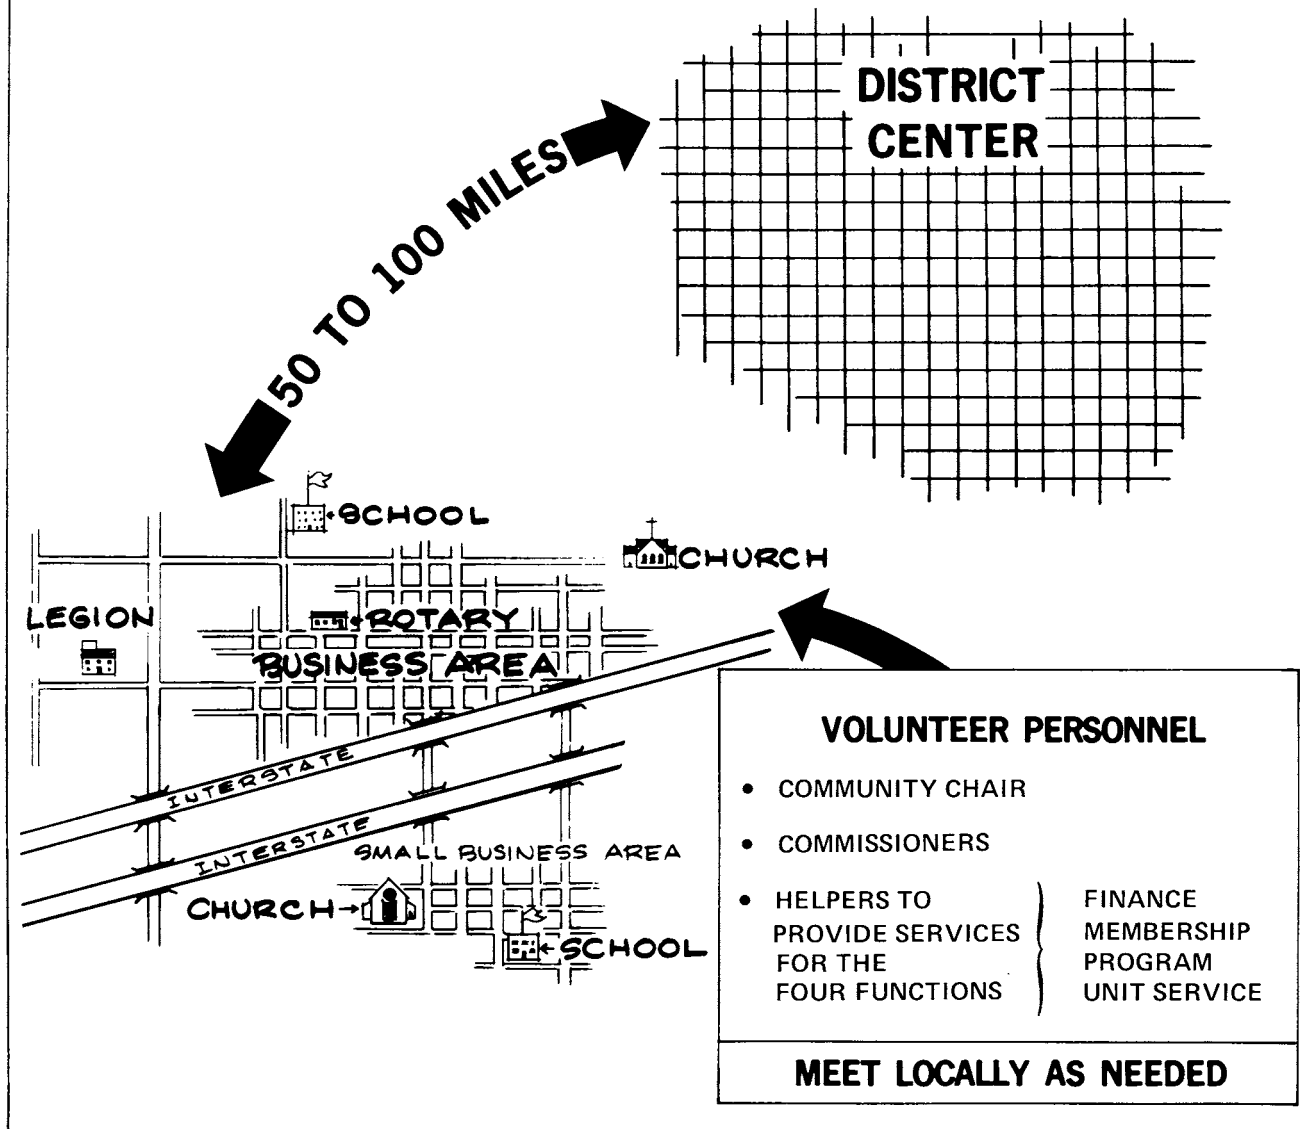 DISTRICT
CENTER
50 TO 100 MILES
SCHOOL
CHURCH
LEGION
ROTARY
BUSINESS AREA
INTERSTATE
INTERSTATE
SMALL BUSINESS AREA
CHURCH
SCHOOL
VOLUNTEER PERSONNEL
• COMMUNITY CHAIR
• COMMISSIONERS
• HELPERS TO
PROVIDE SERVICES
FOR THE
FOUR FUNCTIONS
FINANCE
MEMBERSHIP
PROGRAM
UNIT SERVICE
MEET LOCALLY AS NEEDED